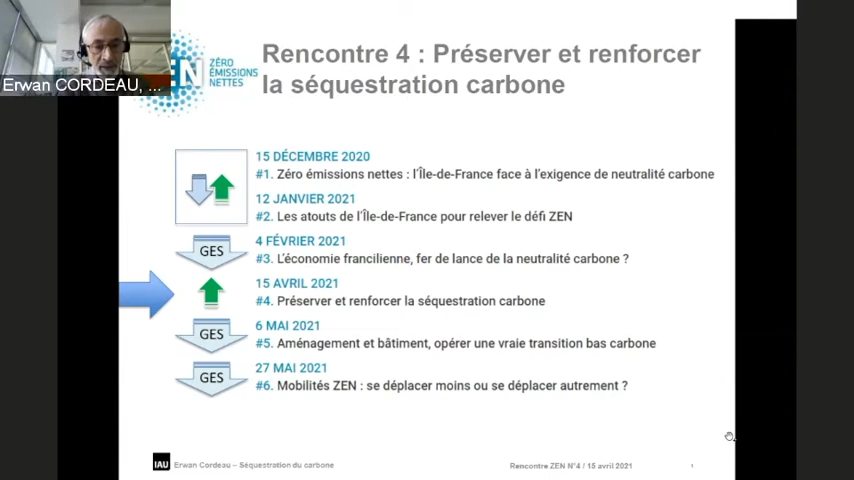 Erwan CORDEAU, ...
EN
ZÉRO
ÉMISSIONS
NETTES
Rencontre 4 : Préserver et renforcer
la séquestration carbone
15 DÉCEMBRE 2020
#1. Zéro émissions nettes : l'Île-de-France face à l'exigence de neutralité carbone
12 JANVIER 2021
#2. Les atouts de l'Île-de-France pour relever le défi ZEN
GES
4 FÉVRIER 2021
#3. L'économie francilienne, fer de lance de la neutralité carbone ?
15 AVRIL 2021
#4. Préserver et renforcer la séquestration carbone
GES
6 MAI 2021
#5. Aménagement et bâtiment, opérer une vraie transition bas carbone
GES
27 MAI 2021
#6. Mobilités ZEN : se déplacer moins ou se déplacer autrement ?
IAU
Erwan Cordeau – Séquestration du carbone
Rencontre ZEN N°4 / 15 avril 2021
1